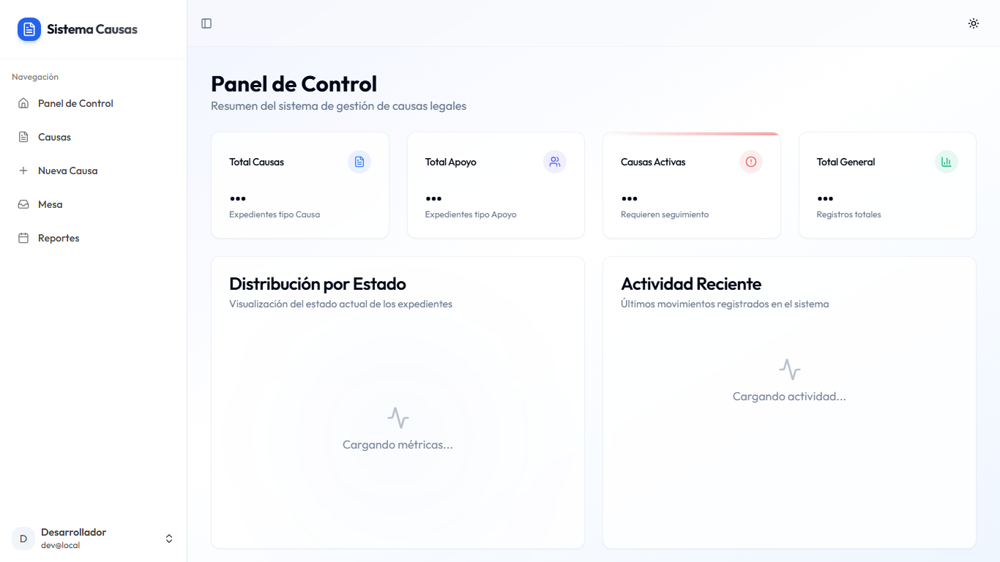 Sistema Causas
Navegación
Panel de Control
Causas
Nueva Causa
Mesa
Reportes
D
Desarrollador
dev@local
Panel de Control
Resumen del sistema de gestión de causas legales
Total Causas
...
Expedientes tipo Causa
Total Apoyo
...
Expedientes tipo Apoyo
Causas Activas
...
Requieren seguimiento
Total General
...
Registros totales
Distribución por Estado
Visualización del estado actual de los expedientes
Cargando métricas...
Actividad Reciente
Últimos movimientos registrados en el sistema
Cargando actividad...